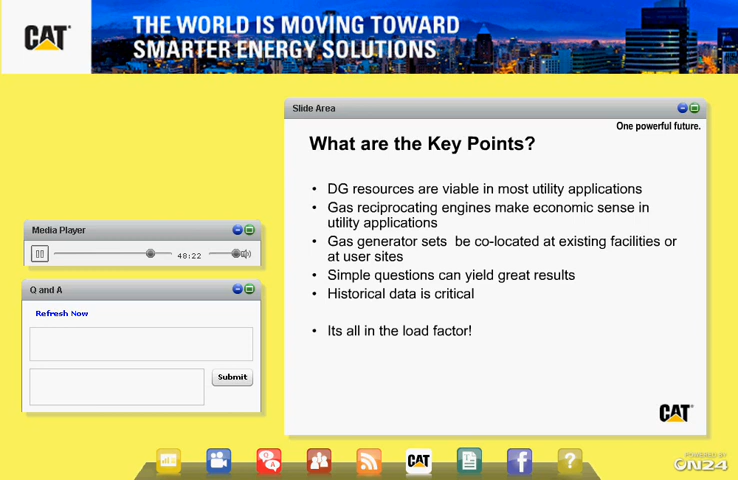 CAT
THE WORLD IS MOVING TOWARD
SMARTER ENERGY SOLUTIONS
Slide Area
One powerful future.
What are the Key Points?
• DG resources are viable in most utility applications
• Gas reciprocating engines make economic sense in
utility applications
• Gas generator sets be co-located at existing facilities or
at user sites
• Simple questions can yield great results
• Historical data is critical
• Its all in the load factor!
CAT
Media Player
48:22
Q and A
Refresh Now
Submit
Q
A
CAT
f
?
POWERED BY
ON24